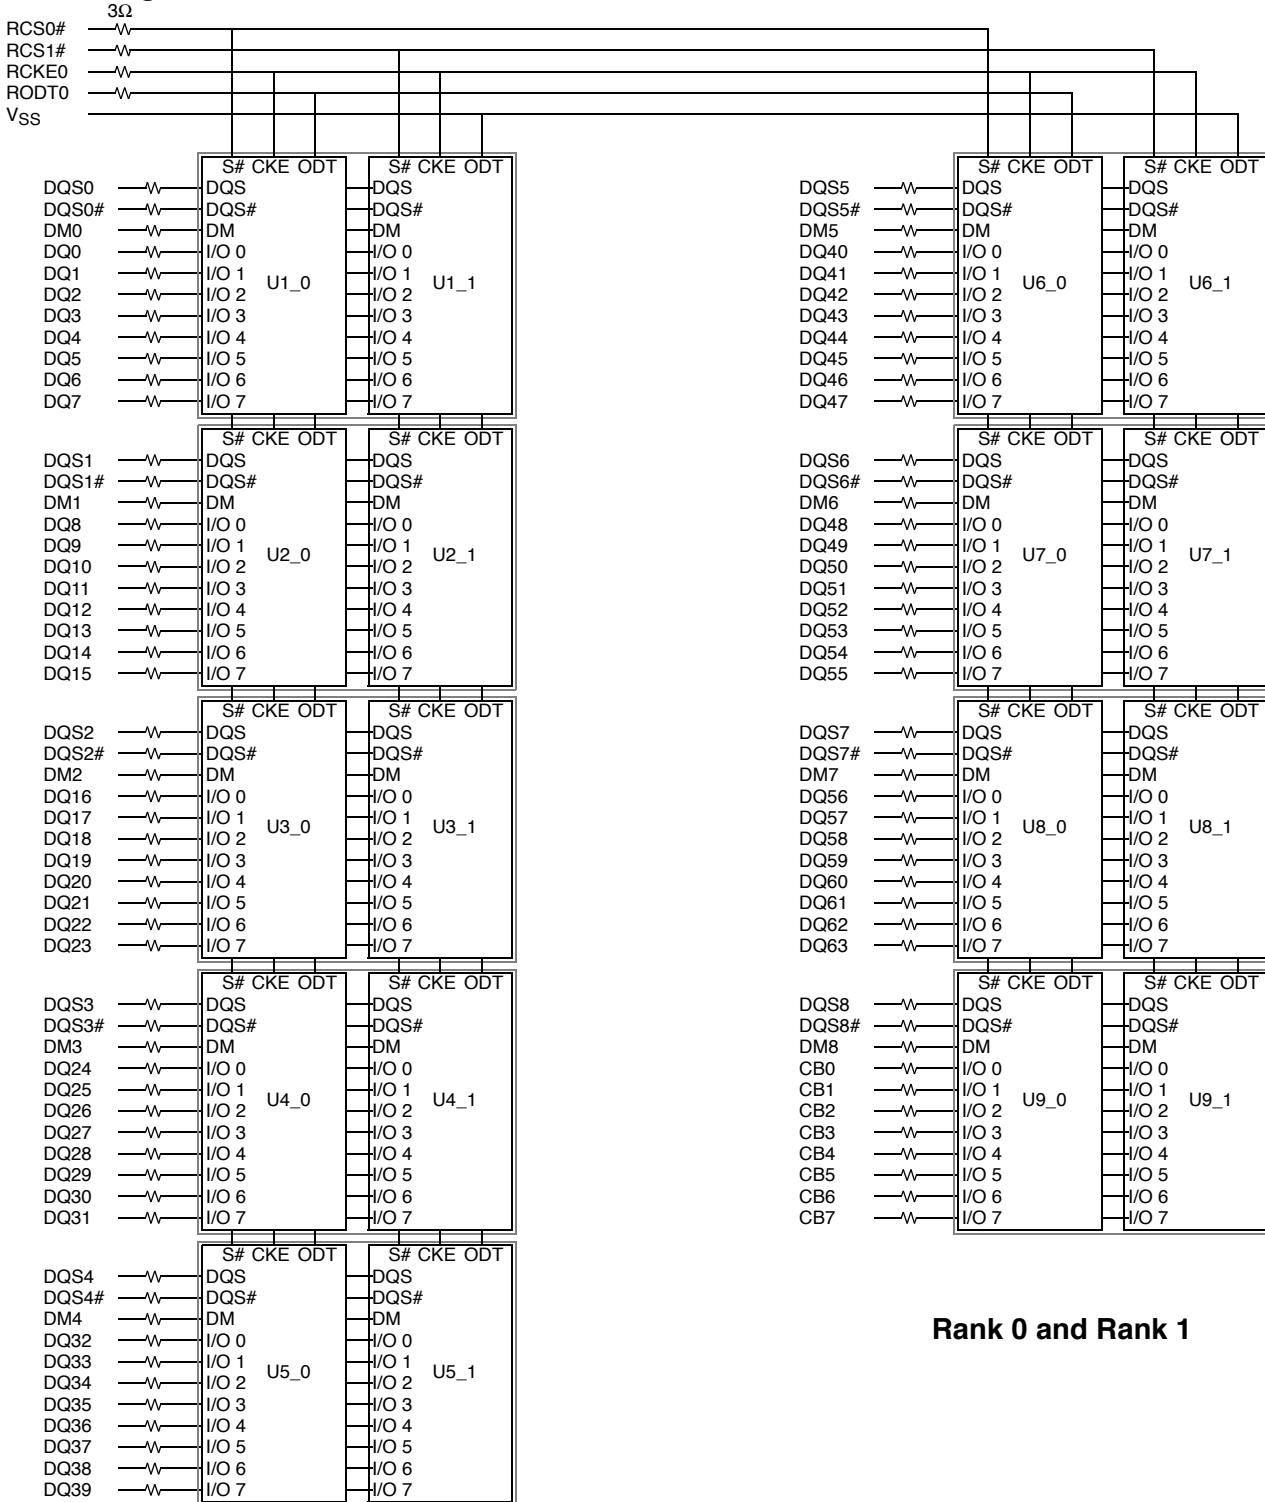 3Ω
RCS0#
RCS1#
RCKE0
RODT0
VSS
S# CKE ODT S# CKE ODT
DQS0 DQS DQS
DQS0# DQS# DQS#
DM0 DM DM
DQ0 I/O 0 I/O 0
DQ1 I/O 1 I/O 1
U1_0 U1_1
DQ2 I/O 2 I/O 2
DQ3 I/O 3 I/O 3
DQ4 I/O 4 I/O 4
DQ5 I/O 5 I/O 5
DQ6 I/O 6 I/O 6
DQ7 I/O 7 I/O 7
S# CKE ODT S# CKE ODT
DQS1 DQS DQS
DQS1# DQS# DQS#
DM1 DM DM
DQ8 I/O 0 I/O 0
DQ9 I/O 1 I/O 1
U2_0 U2_1
DQ10 I/O 2 I/O 2
DQ11 I/O 3 I/O 3
DQ12 I/O 4 I/O 4
DQ13 I/O 5 I/O 5
DQ14 I/O 6 I/O 6
DQ15 I/O 7 I/O 7
S# CKE ODT S# CKE ODT
DQS2 DQS DQS
DQS2# DQS# DQS#
DM2 DM DM
DQ16 I/O 0 I/O 0
DQ17 I/O 1 I/O 1
U3_0 U3_1
DQ18 I/O 2 I/O 2
DQ19 I/O 3 I/O 3
DQ20 I/O 4 I/O 4
DQ21 I/O 5 I/O 5
DQ22 I/O 6 I/O 6
DQ23 I/O 7 I/O 7
S# CKE ODT S# CKE ODT
DQS3 DQS DQS
DQS3# DQS# DQS#
DM3 DM DM
DQ24 I/O 0 I/O 0
DQ25 I/O 1 I/O 1
U4_0 U4_1
DQ26 I/O 2 I/O 2
DQ27 I/O 3 I/O 3
DQ28 I/O 4 I/O 4
DQ29 I/O 5 I/O 5
DQ30 I/O 6 I/O 6
DQ31 I/O 7 I/O 7
S# CKE ODT S# CKE ODT
DQS4 DQS DQS
DQS4# DQS# DQS#
DM4 DM DM
DQ32 I/O 0 I/O 0
DQ33 I/O 1 I/O 1
U5_0 U5_1
DQ34 I/O 2 I/O 2
DQ35 I/O 3 I/O 3
DQ36 I/O 4 I/O 4
DQ37 I/O 5 I/O 5
DQ38 I/O 6 I/O 6
DQ39 I/O 7 I/O 7
S# CKE ODT S# CKE ODT
DQS5 DQS DQS
DQS5# DQS# DQS#
DM5 DM DM
DQ40 I/O 0 I/O 0
DQ41 I/O 1 I/O 1
U6_0 U6_1
DQ42 I/O 2 I/O 2
DQ43 I/O 3 I/O 3
DQ44 I/O 4 I/O 4
DQ45 I/O 5 I/O 5
DQ46 I/O 6 I/O 6
DQ47 I/O 7 I/O 7
S# CKE ODT S# CKE ODT
DQS6 DQS DQS
DQS6# DQS# DQS#
DM6 DM DM
DQ48 I/O 0 I/O 0
DQ49 I/O 1 I/O 1
U7_0 U7_1
DQ50 I/O 2 I/O 2
DQ51 I/O 3 I/O 3
DQ52 I/O 4 I/O 4
DQ53 I/O 5 I/O 5
DQ54 I/O 6 I/O 6
DQ55 I/O 7 I/O 7
S# CKE ODT S# CKE ODT
DQS7 DQS DQS
DQS7# DQS# DQS#
DM7 DM DM
DQ56 I/O 0 I/O 0
DQ57 I/O 1 I/O 1
U8_0 U8_1
DQ58 I/O 2 I/O 2
DQ59 I/O 3 I/O 3
DQ60 I/O 4 I/O 4
DQ61 I/O 5 I/O 5
DQ62 I/O 6 I/O 6
DQ63 I/O 7 I/O 7
S# CKE ODT S# CKE ODT
DQS8 DQS DQS
DQS8# DQS# DQS#
DM8 DM DM
CB0 I/O 0 I/O 0
CB1 I/O 1 I/O 1
U9_0 U9_1
CB2 I/O 2 I/O 2
CB3 I/O 3 I/O 3
CB4 I/O 4 I/O 4
CB5 I/O 5 I/O 5
CB6 I/O 6 I/O 6
CB7 I/O 7 I/O 7
Rank 0 and Rank 1